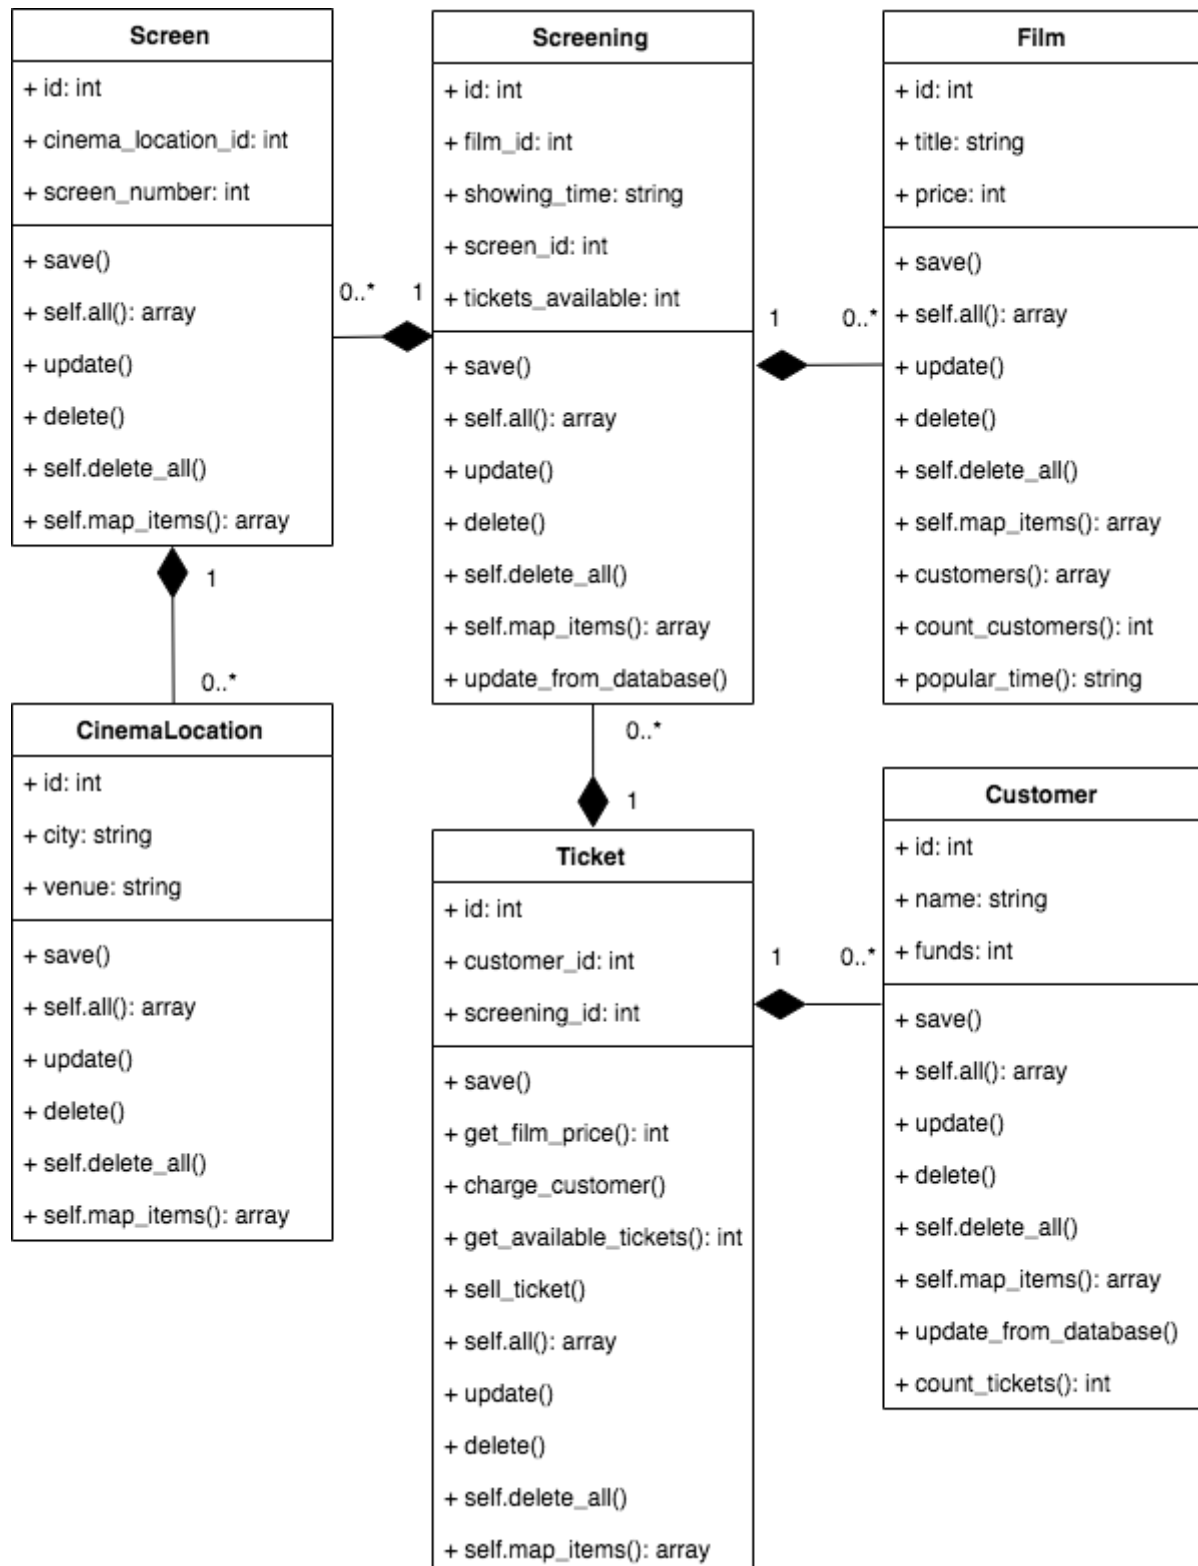 Screen
+ id: int
+ cinema_location_id: int
+ screen_number: int
+ save()
+ self.all(): array
+ update()
+ delete()
+ self.delete_all()
+ self.map_items(): array
0..*
1
1
0..*
Screening
+ id: int
+ film_id: int
+ showing_time: string
+ screen_id: int
+ tickets_available: int
+ save()
+ self.all(): array
+ update()
+ delete()
+ self.delete_all()
+ self.map_items(): array
+ update_from_database()
1
0..*
0..*
1
Film
+ id: int
+ title: string
+ price: int
+ save()
+ self.all(): array
+ update()
+ delete()
+ self.delete_all()
+ self.map_items(): array
+ customers(): array
+ count_customers(): int
+ popular_time(): string
CinemaLocation
+ id: int
+ city: string
+ venue: string
+ save()
+ self.all(): array
+ update()
+ delete()
+ self.delete_all()
+ self.map_items(): array
Ticket
+ id: int
+ customer_id: int
+ screening_id: int
+ save()
+ get_film_price(): int
+ charge_customer()
+ get_available_tickets(): int
+ sell_ticket()
+ self.all(): array
+ update()
+ delete()
+ self.delete_all()
+ self.map_items(): array
1
0..*
Customer
+ id: int
+ name: string
+ funds: int
+ save()
+ self.all(): array
+ update()
+ delete()
+ self.delete_all()
+ self.map_items(): array
+ update_from_database()
+ count_tickets(): int